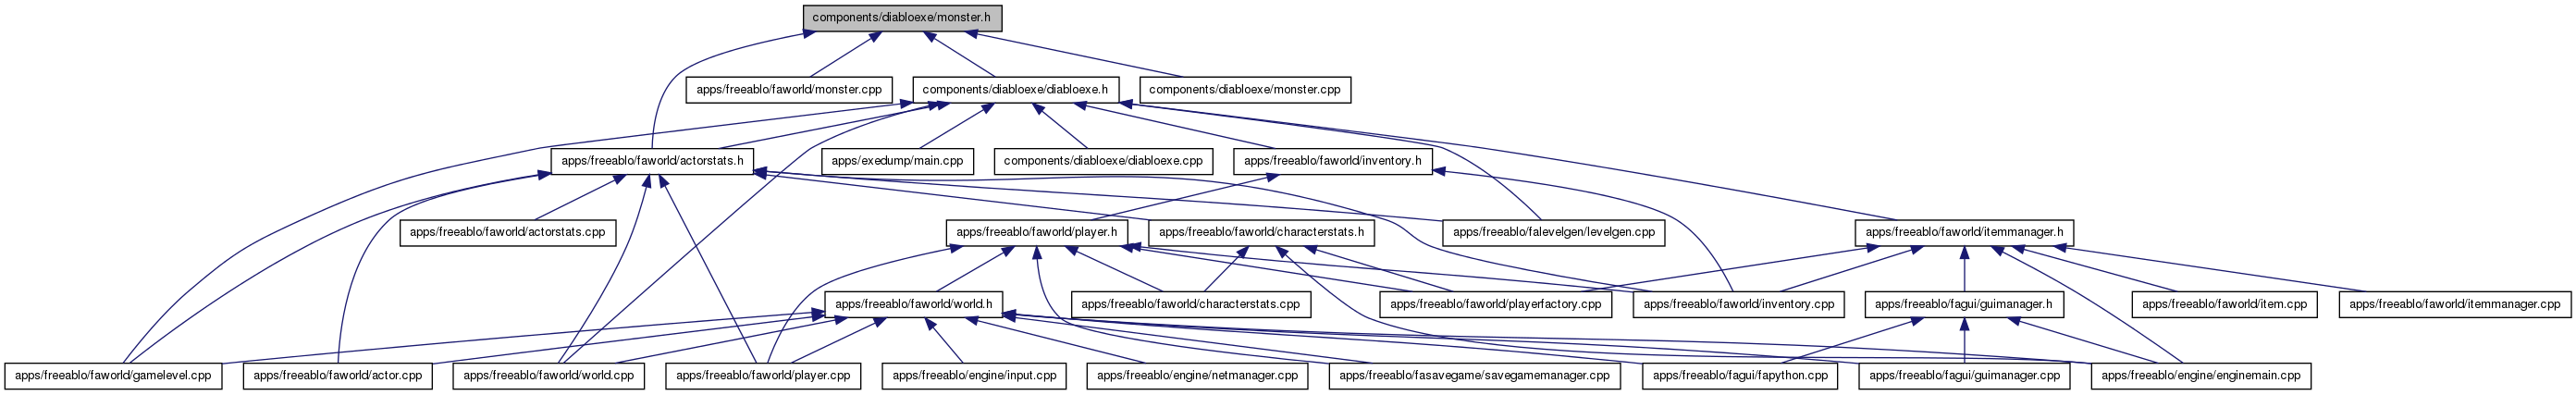 components/diabloexe/monster.h
apps/freeablo/faworld/monster.cpp
components/diabloexe/diabloexe.h
components/diabloexe/monster.cpp
apps/freeablo/faworld/actorstats.h
apps/exedump/main.cpp
components/diabloexe/diabloexe.cpp
apps/freeablo/faworld/inventory.h
apps/freeablo/faworld/actorstats.cpp
apps/freeablo/faworld/player.h
apps/freeablo/faworld/characterstats.h
apps/freeablo/falevelgen/levelgen.cpp
apps/freeablo/faworld/itemmanager.h
apps/freeablo/faworld/world.h
apps/freeablo/faworld/characterstats.cpp
apps/freeablo/faworld/playerfactory.cpp
apps/freeablo/faworld/inventory.cpp
apps/freeablo/fagui/guimanager.h
apps/freeablo/faworld/item.cpp
apps/freeablo/faworld/itemmanager.cpp
apps/freeablo/faworld/gamelevel.cpp
apps/freeablo/faworld/actor.cpp
apps/freeablo/faworld/world.cpp
apps/freeablo/faworld/player.cpp
apps/freeablo/engine/input.cpp
apps/freeablo/engine/netmanager.cpp
apps/freeablo/fasavegame/savegamemanager.cpp
apps/freeablo/fagui/fapython.cpp
apps/freeablo/fagui/guimanager.cpp
apps/freeablo/engine/enginemain.cpp